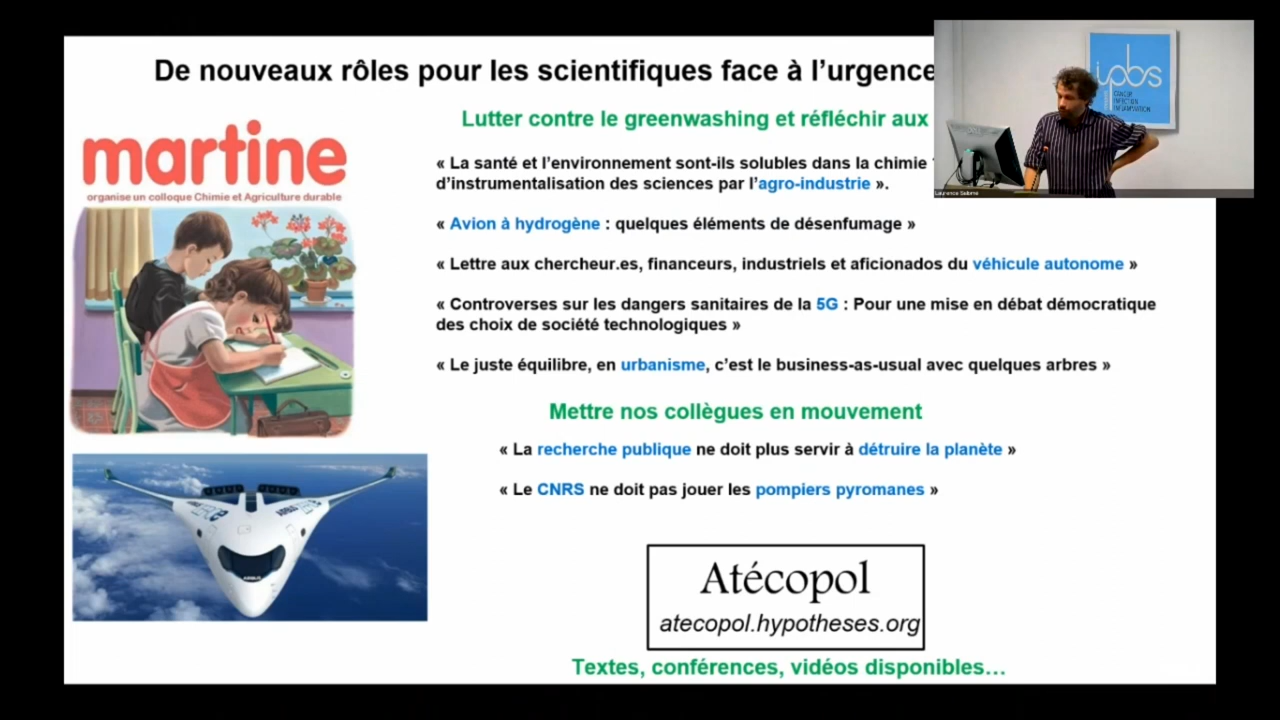 De nouveaux rôles pour les scientifiques face à l’urgence
Lutter contre le greenwashing et réfléchir aux
« La santé et l’environnement sont-ils solubles dans la chimie
d’instrumentalisation des sciences par l’agro-industrie ».
« Avion à hydrogène : quelques éléments de désenfumage »
« Lettre aux chercheur.es, financeurs, industriels et aficionados du véhicule autonome »
« Controverses sur les dangers sanitaires de la 5G : Pour une mise en débat démocratique
des choix de société technologiques »
« Le juste équilibre, en urbanisme, c’est le business-as-usual avec quelques arbres »
Mettre nos collègues en mouvement
« La recherche publique ne doit plus servir à détruire la planète »
« Le CNRS ne doit pas jouer les pompiers pyromanes »
Atécopol
atecopol.hypotheses.org
Textes, conférences, vidéos disponibles…
martine
organise un colloque Chimie et Agriculture durable
AIRBUS
ipbs
CANCER
INFECTION
INFLAMMATION